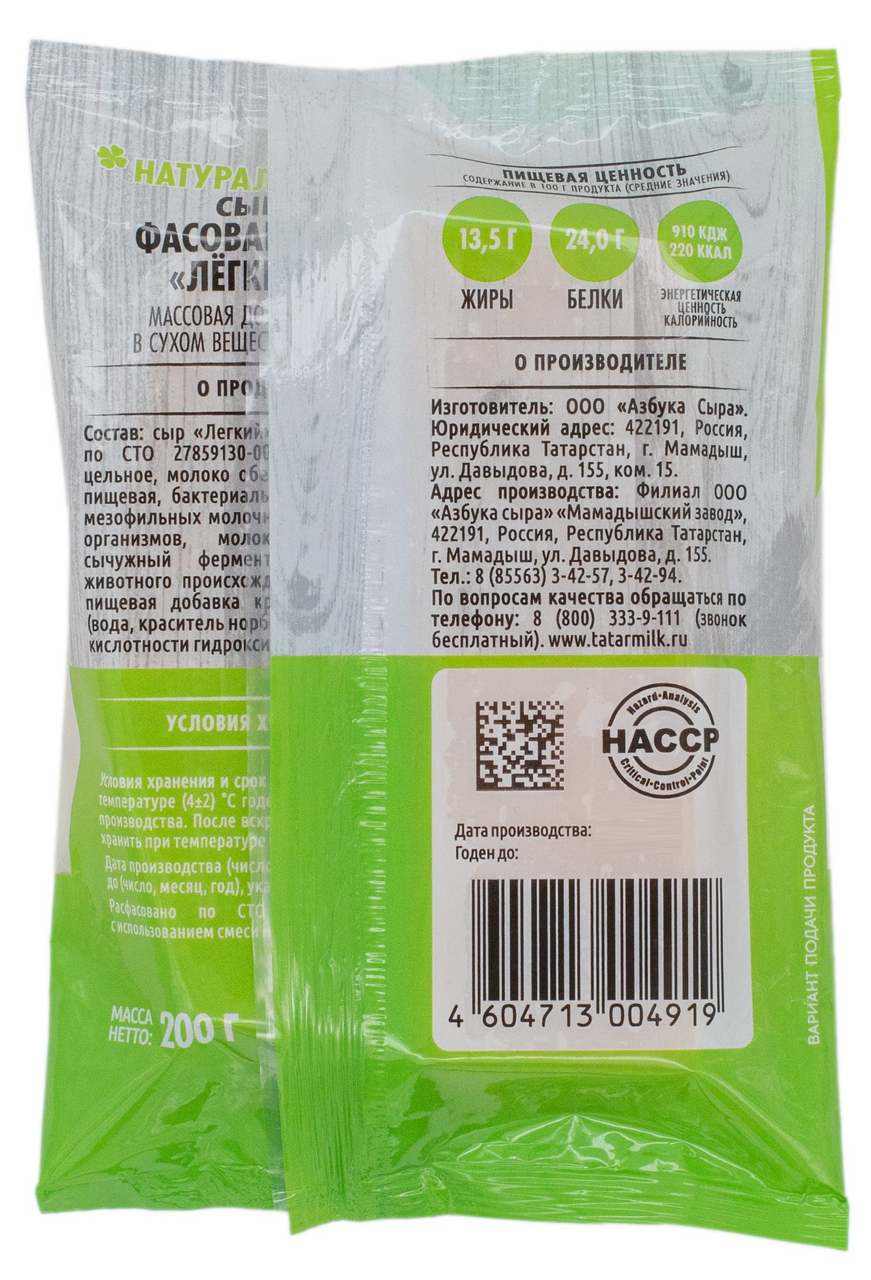 НАТУРАЛ
СЫ
ФАСОВА
«ЛЁГК
МАССОВАЯ ДО
В СУХОМ ВЕЩЕС
О ПРОД
Состав: сыр «Легкий»
по СТО 27859130-00
цельное, молоко обе
пищевая, бактериаль
мезофильных молочн
организмов, молок
сычужный фермент
животного происхожд
пищевая добавка кр
(вода, краситель норб
кислотности гидрокси
УСЛОВИЯ Х
Условия хранения и срок
температуре (4±2) °С годе
производства. После вскр
хранить при температуре
Дата производства (число
до (число, месяц, год), ука
Расфасовано по СТО
с использованием смеси
МАССА
НЕТТО: 200 г
ПИЩЕВАЯ ЦЕННОСТЬ
СОДЕРЖАНИЕ В 100 Г ПРОДУКТА (СРЕДНИЕ ЗНАЧЕНИЯ)
13,5 Г
ЖИРЫ
24,0 Г
БЕЛКИ
910 КДЖ
220 ККАЛ
ЭНЕРГЕТИЧЕСКАЯ
ЦЕННОСТЬ
КАЛОРИЙНОСТЬ
О ПРОИЗВОДИТЕЛЕ
Изготовитель: ООО «Азбука Сыра».
Юридический адрес: 422191, Россия,
Республика Татарстан, г. Мамадыш,
ул. Давыдова, д. 155, ком. 15.
Адрес производства: Филиал ООО
«Азбука сыра» «Мамадышский завод»,
422191, Россия, Республика Татарстан,
г. Мамадыш, ул. Давыдова, д. 155.
Тел.: 8 (85563) 3-42-57, 3-42-94.
По вопросам качества обращаться по
телефону: 8 (800) 333-9-111 (звонок
бесплатный). www.tatarmilk.ru
Hazard•Analysis
HACCP
Critical•Control•Point
Дата производства:
Годен до:
4 604713 004919
ВАРИАНТ ПОДАЧИ ПРОДУКТА